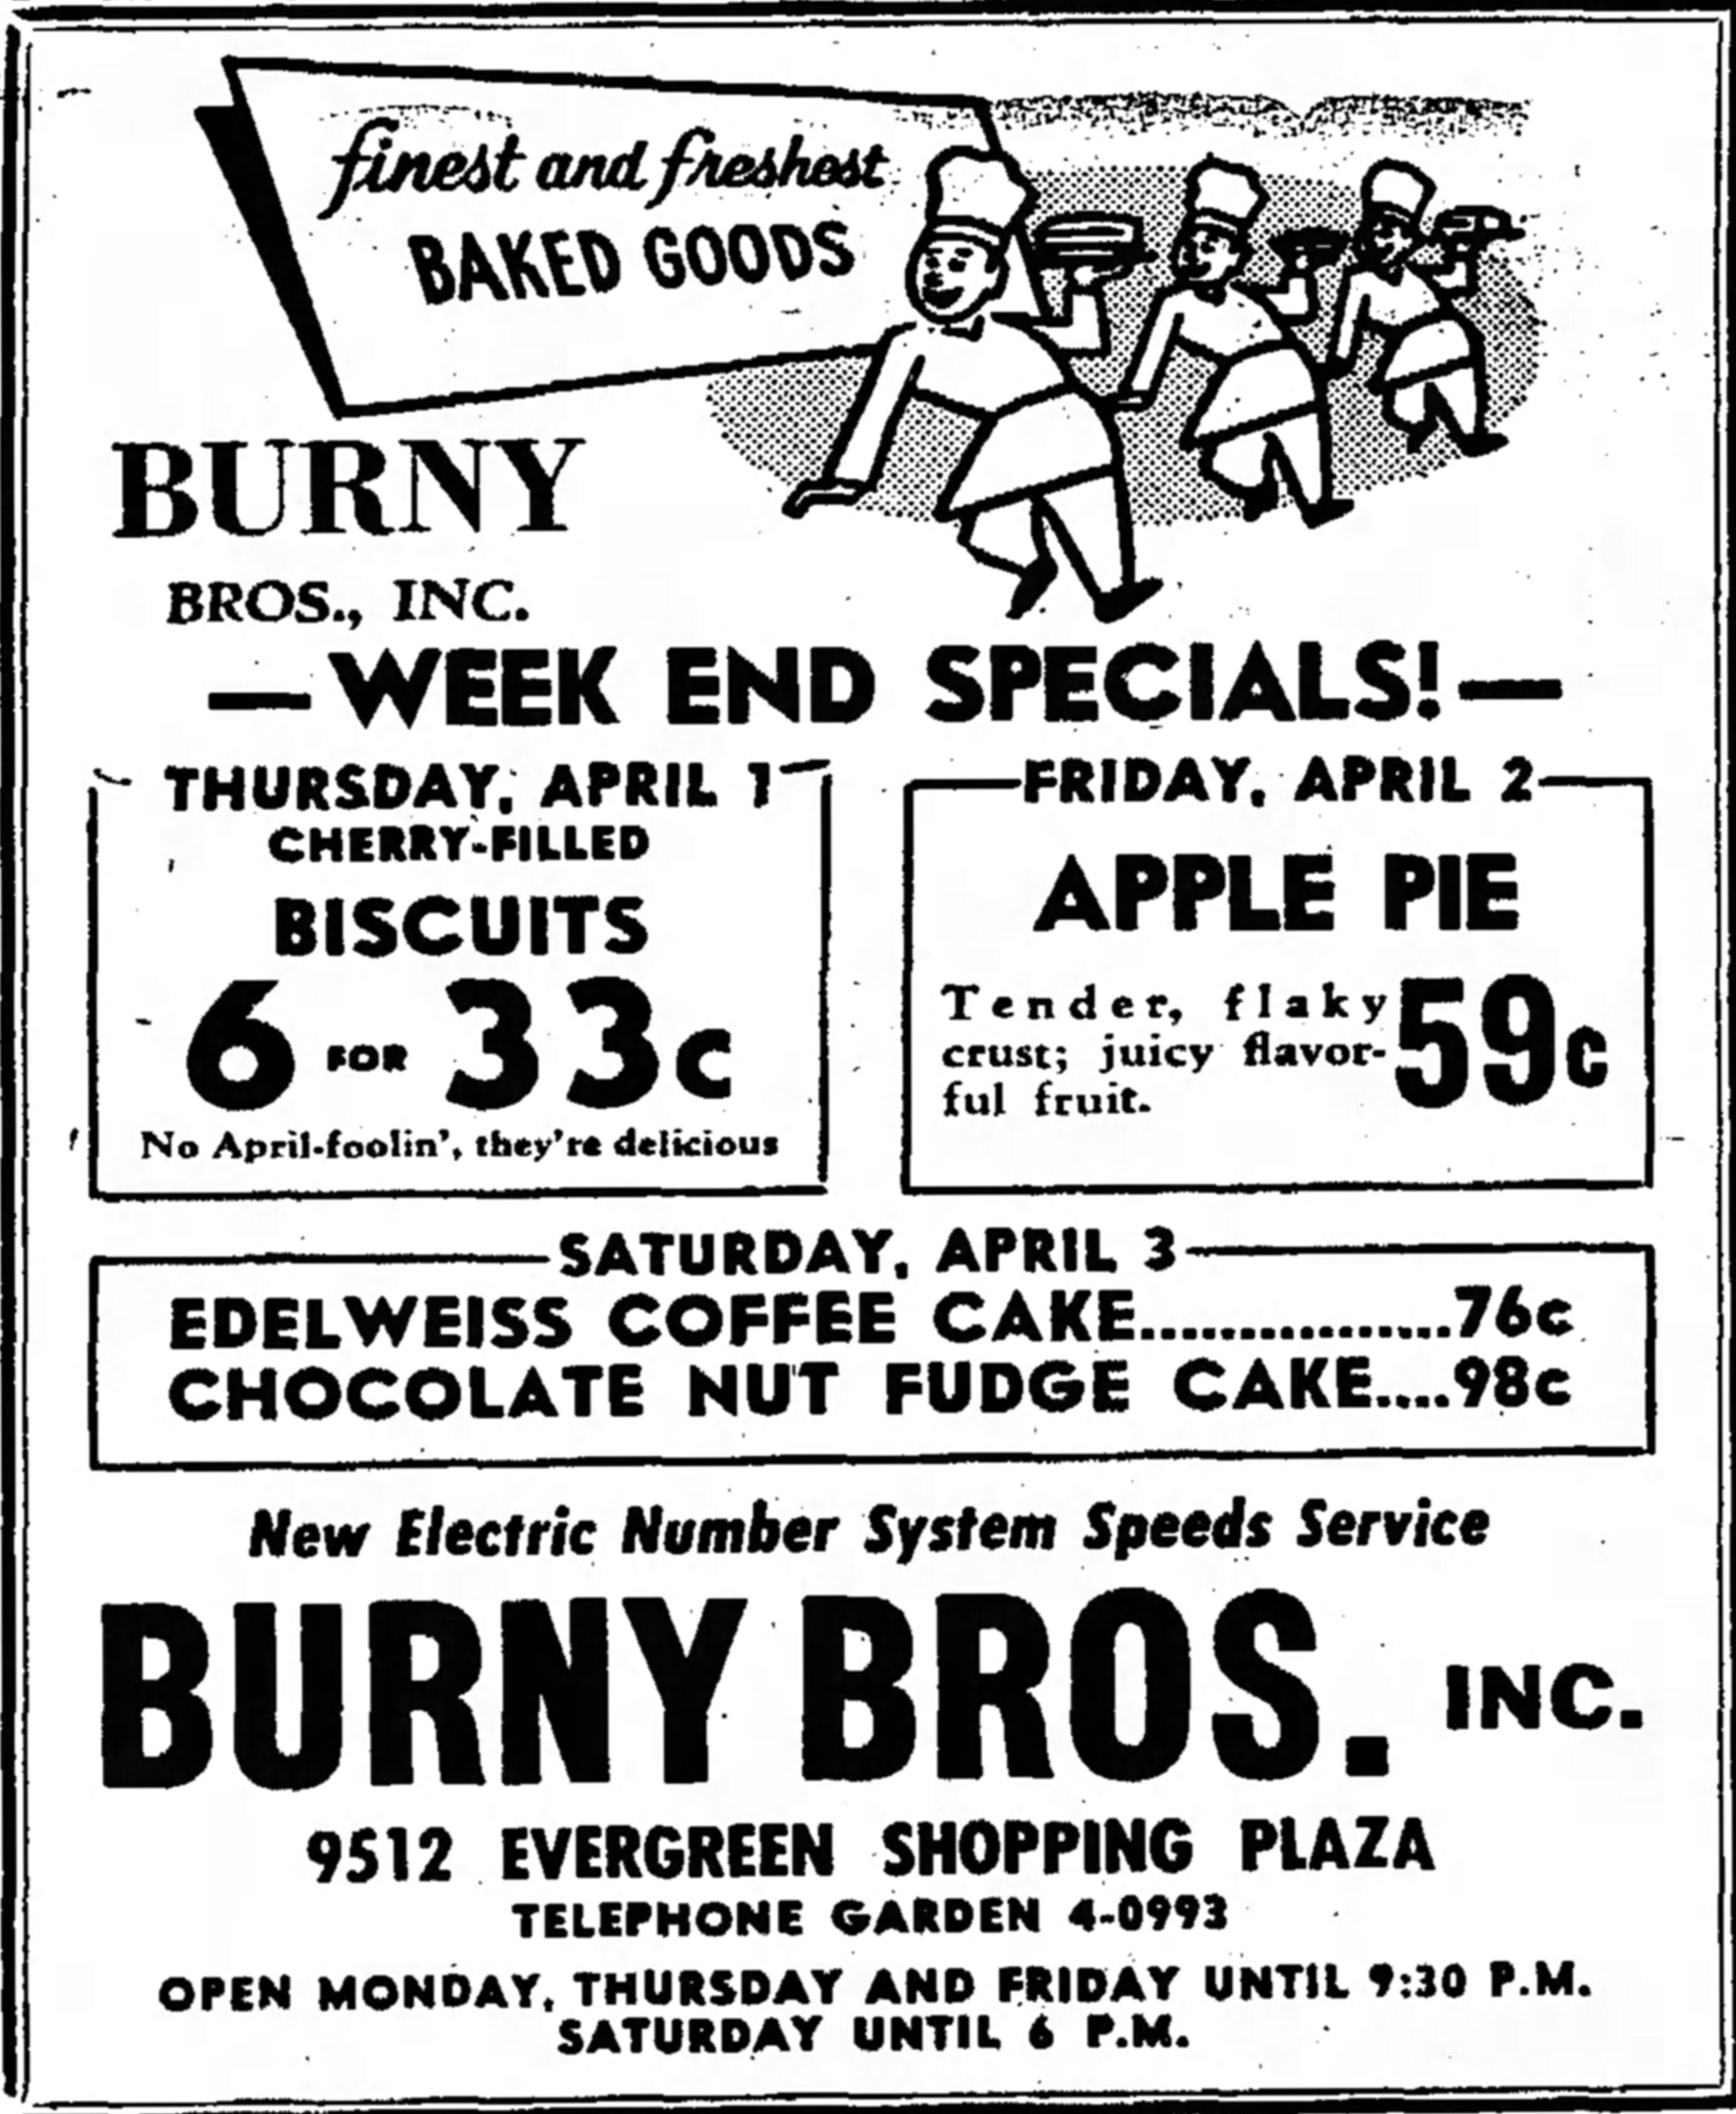 finest and freshest
BAKED GOODS
BURNY
BROS., INC.
— WEEK END SPECIALS! —
THURSDAY, APRIL 1
CHERRY-FILLED
BISCUITS
6 FOR 33c
No April-foolin', they're delicious
FRIDAY, APRIL 2
APPLE PIE
Tender, flaky
crust; juicy flavor-
ful fruit.
59c
SATURDAY, APRIL 3
EDELWEISS COFFEE CAKE.................76c
CHOCOLATE NUT FUDGE CAKE....98c
New Electric Number System Speeds Service
BURNY BROS. INC.
9512 EVERGREEN SHOPPING PLAZA
TELEPHONE GARDEN 4-0993
OPEN MONDAY, THURSDAY AND FRIDAY UNTIL 9:30 P.M.
SATURDAY UNTIL 6 P.M.